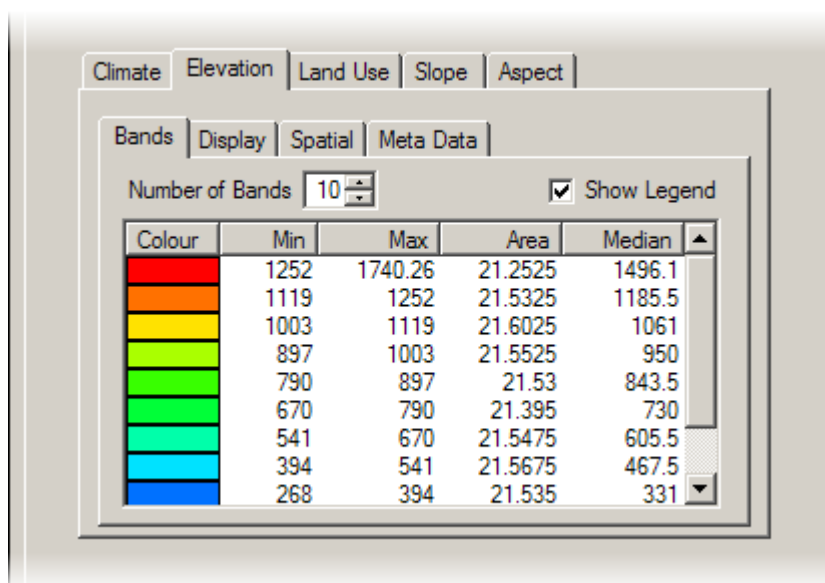 Climate Elevation Land Use Slope Aspect
Bands Display Spatial Meta Data
Number of Bands 10 Show Legend
Colour Min Max Area Median
1252 1740.26 21.2525 1496.1
1119 1252 21.5325 1185.5
1003 1119 21.6025 1061
897 1003 21.5525 950
790 897 21.53 843.5
670 790 21.395 730
541 670 21.5475 605.5
394 541 21.5675 467.5
268 394 21.535 331